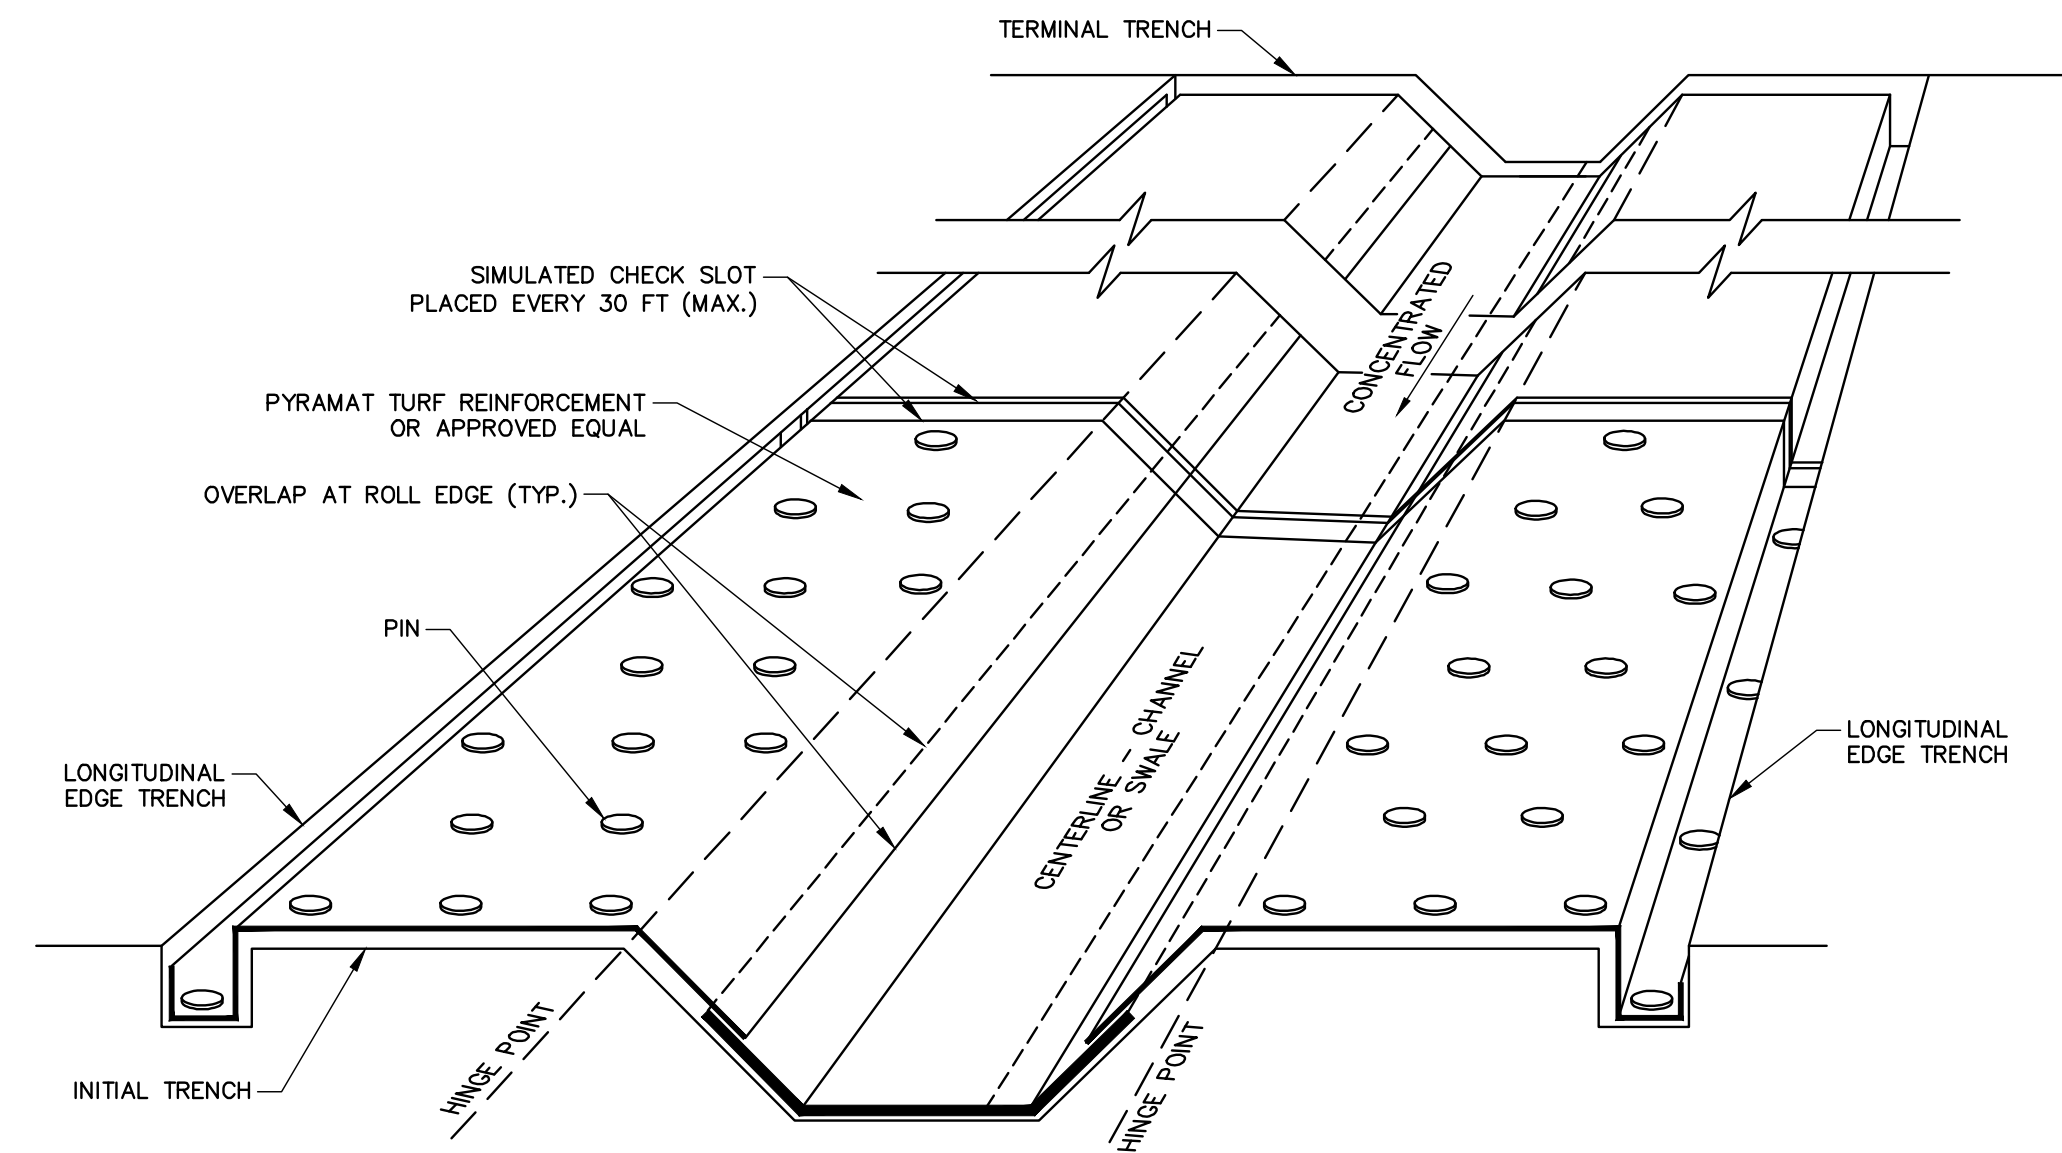 TERMINAL TRENCH
SIMULATED CHECK SLOT
PLACED EVERY 30 FT (MAX.)
CONCENTRATED
FLOW
PYRAMAT TURF REINFORCEMENT
OR APPROVED EQUAL
OVERLAP AT ROLL EDGE (TYP.)
PIN
LONGITUDINAL
EDGE TRENCH
CENTERLINE - CHANNEL
OR SWALE
LONGITUDINAL
EDGE TRENCH
INITIAL TRENCH
HINGE POINT
HINGE POINT